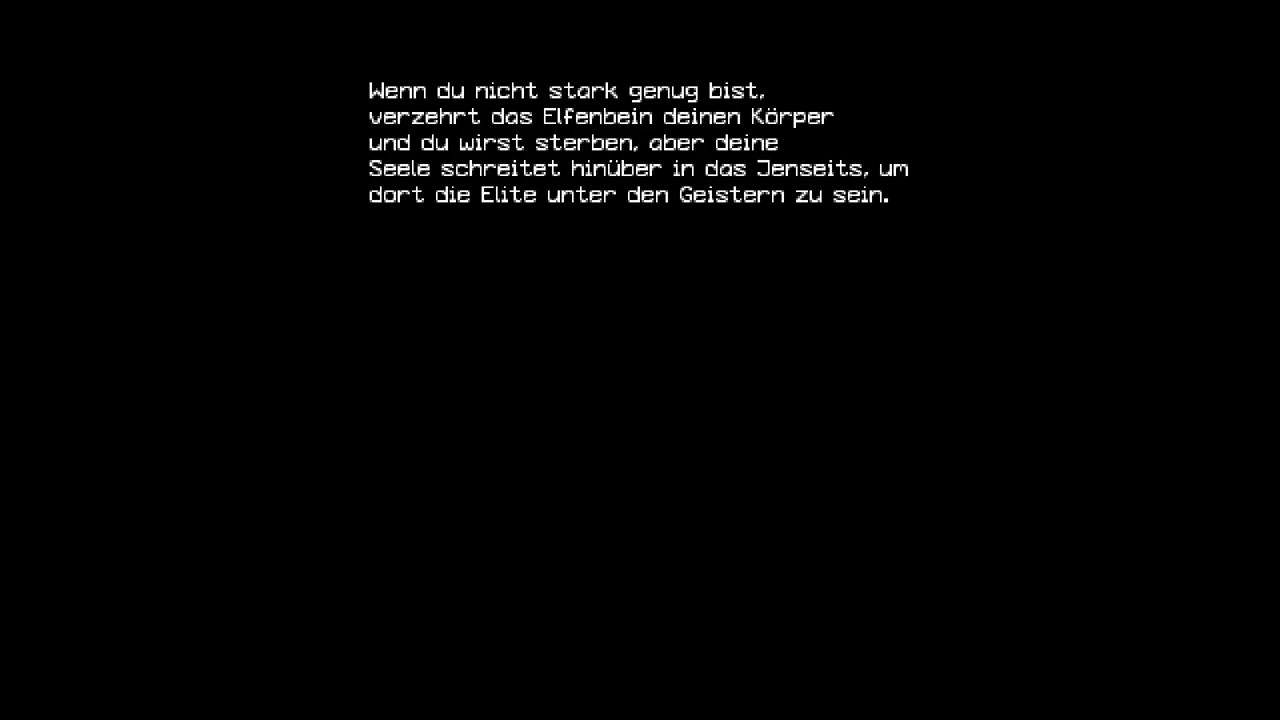 Wenn du nicht stark genug bist,
verzehrt das Elfenbein deinen Körper
und du wirst sterben, aber deine
Seele schreitet hinüber in das Jenseits, um
dort die Elite unter den Geistern zu sein.